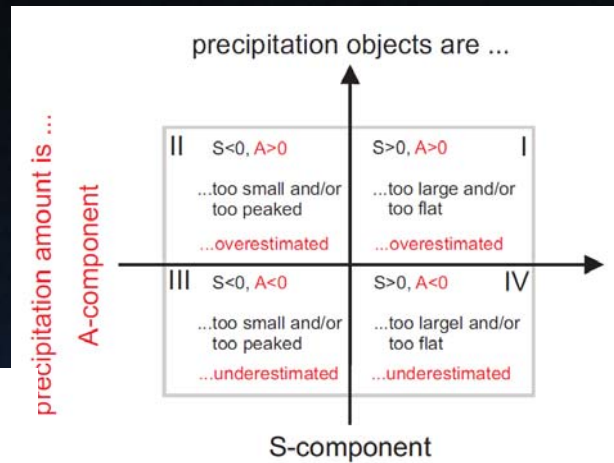 precipitation objects are ...
precipitation amount is ...
A-component
II S<0, A>0
...too small and/or
too peaked
...overestimated
S>0, A>0 I
...too large and/or
too flat
...overestimated
III S<0, A<0
...too small and/or
too peaked
...underestimated
S>0, A<0 IV
...too largel and/or
too flat
...underestimated
S-component